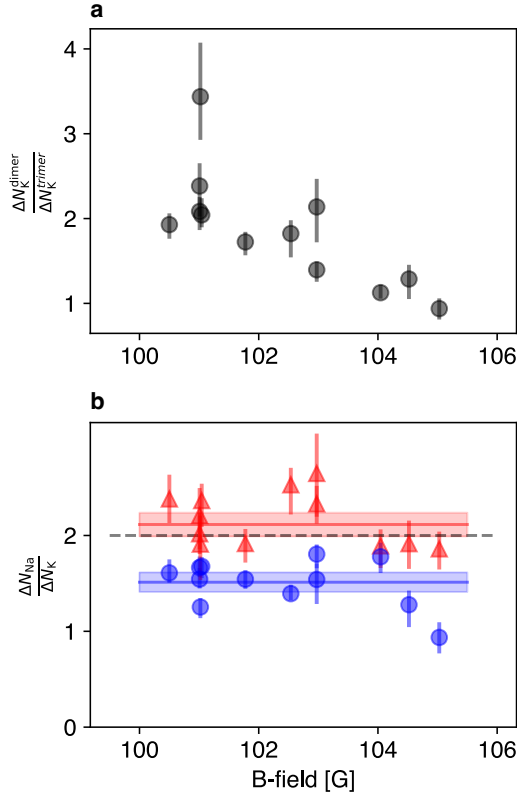 a
4
3
2
1
ΔN_K^dimer / ΔN_K^trimer
100 102 104 106
b
2
1
0
ΔN_Na / ΔN_K
100 102 104 106
B-field [G]